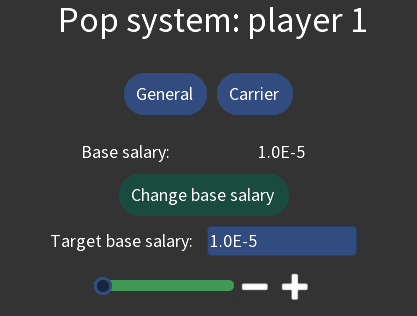 Pop system: player 1
General Carrier
Base salary: 1.0E-5
Change base salary
Target base salary: 1.0E-5